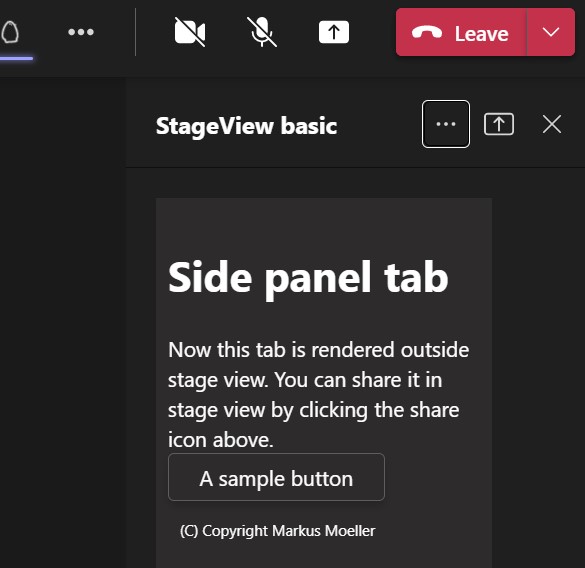 Leave
StageView basic
Side panel tab
Now this tab is rendered outside
stage view. You can share it in
stage view by clicking the share
icon above.
A sample button
(C) Copyright Markus Moeller